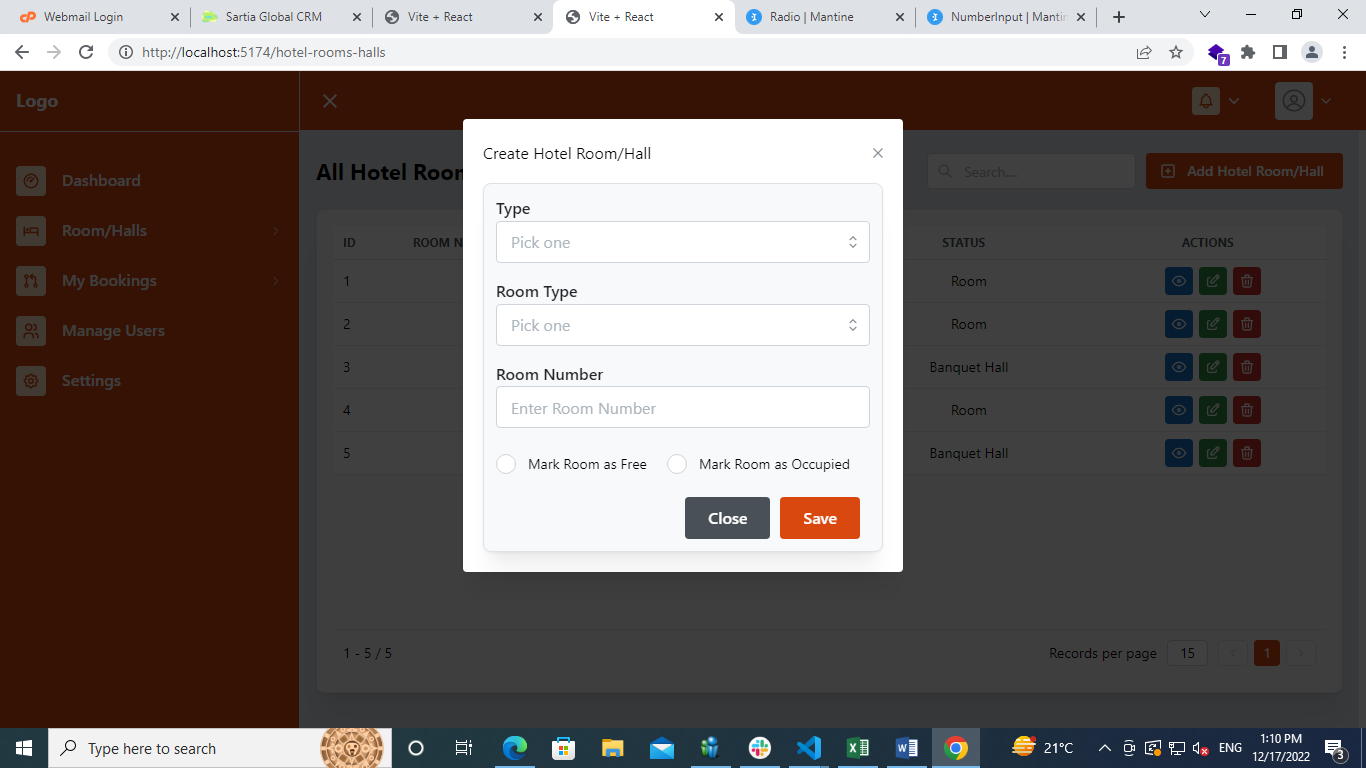 Webmail Login
Sartia Global CRM
Vite + React
Vite + React
Radio | Mantine
NumberInput | Mantin
http://localhost:5174/hotel-rooms-halls
7
Logo
Dashboard
Room/Halls
My Bookings
Manage Users
Settings
All Hotel Room
Search...
Add Hotel Room/Hall
ID ROOM N STATUS ACTIONS
1 Room
2 Room
3 Banquet Hall
4 Room
5 Banquet Hall
1 - 5 / 5
Records per page 15 1
Create Hotel Room/Hall
Type
Pick one
Room Type
Pick one
Room Number
Enter Room Number
Mark Room as Free Mark Room as Occupied
Close Save
Type here to search
21°C
ENG
1:10 PM
12/17/2022
3